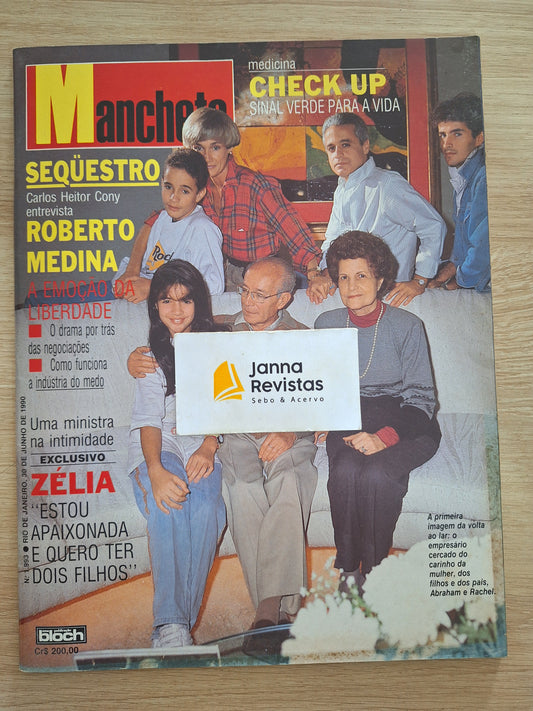 Manchete
medicina
CHECK UP
SINAL VERDE PARA A VIDA
SEQÜESTRO
Carlos Heitor Cony
entrevista
ROBERTO
MEDINA
A EMOÇÃO DA
LIBERDADE
O drama por trás
das negociações
Como funciona
a indústria do medo
Janna
Revistas
Sebo & Acervo
Uma ministra
na intimidade
EXCLUSIVO
ZÉLIA
"ESTOU
APAIXONADA
E QUERO TER
DOIS FILHOS"
A primeira
imagem da volta
ao lar: o
empresário
cercado do
carinho da
mulher, dos
filhos e dos pais,
Abraham e Rachel.
Nº 1.993 ● RIO DE JANEIRO, 30 DE JUNHO DE 1990
bloch
Cr$ 200,00